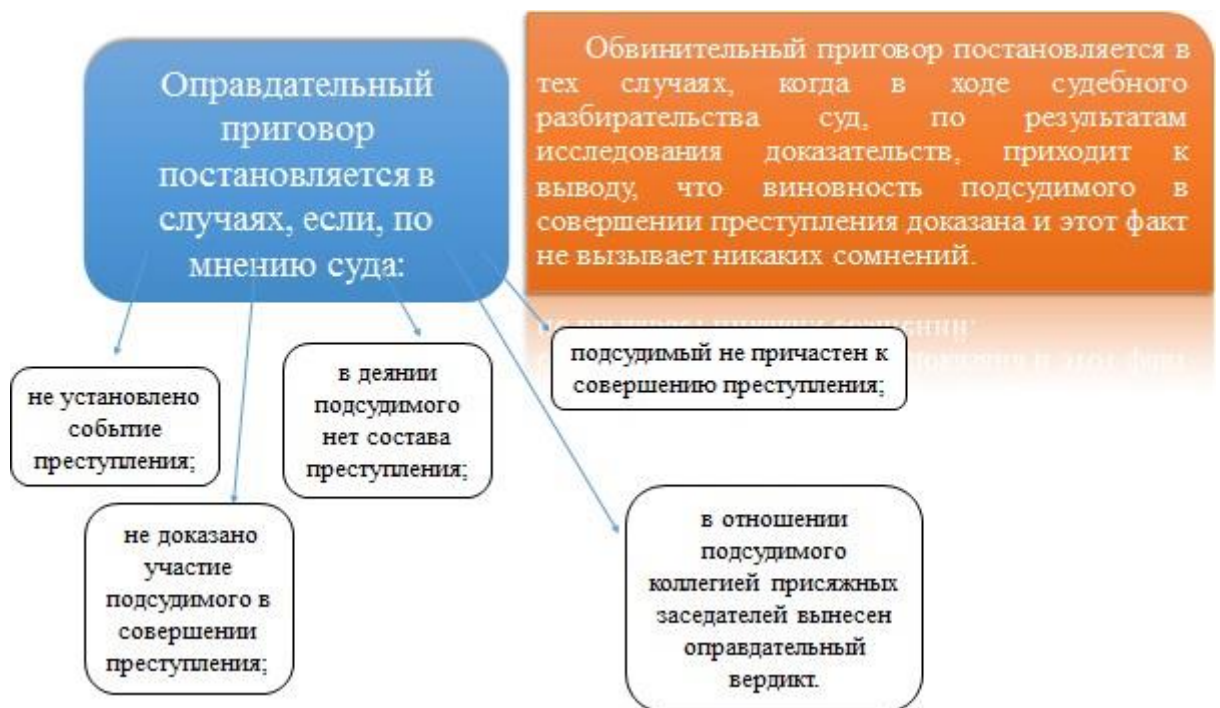 Оправдательный
приговор
постановляется в
случаях, если, по
мнению суда:
Обвинительный приговор постановляется в
тех случаях, когда в ходе судебного
разбирательства суд, по результатам
исследования доказательств, приходит к
выводу, что виновность подсудимого в
совершении преступления доказана и этот факт
не вызывает никаких сомнений.
не установлено
событие
преступления;
в деянии
подсудимого
нет состава
преступления;
подсудимый не причастен к
совершению преступления;
не доказано
участие
подсудимого в
совершении
преступления;
в отношении
подсудимого
коллегией присяжных
заседателей вынесен
оправдательный
вердикт.